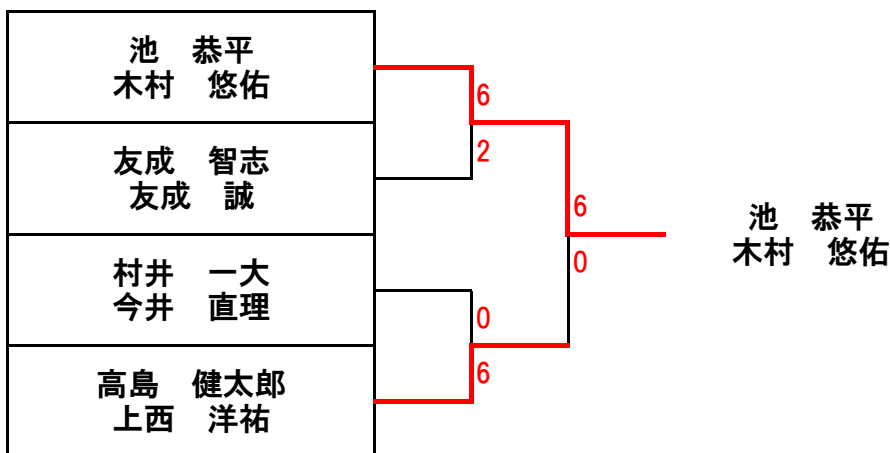 池　恭平
木村　悠佑
友成　智志
友成　誠
村井　一大
今井　直理
高島　健太郎
上西　洋祐
6
2
0
6
6
0
池　恭平
木村　悠佑